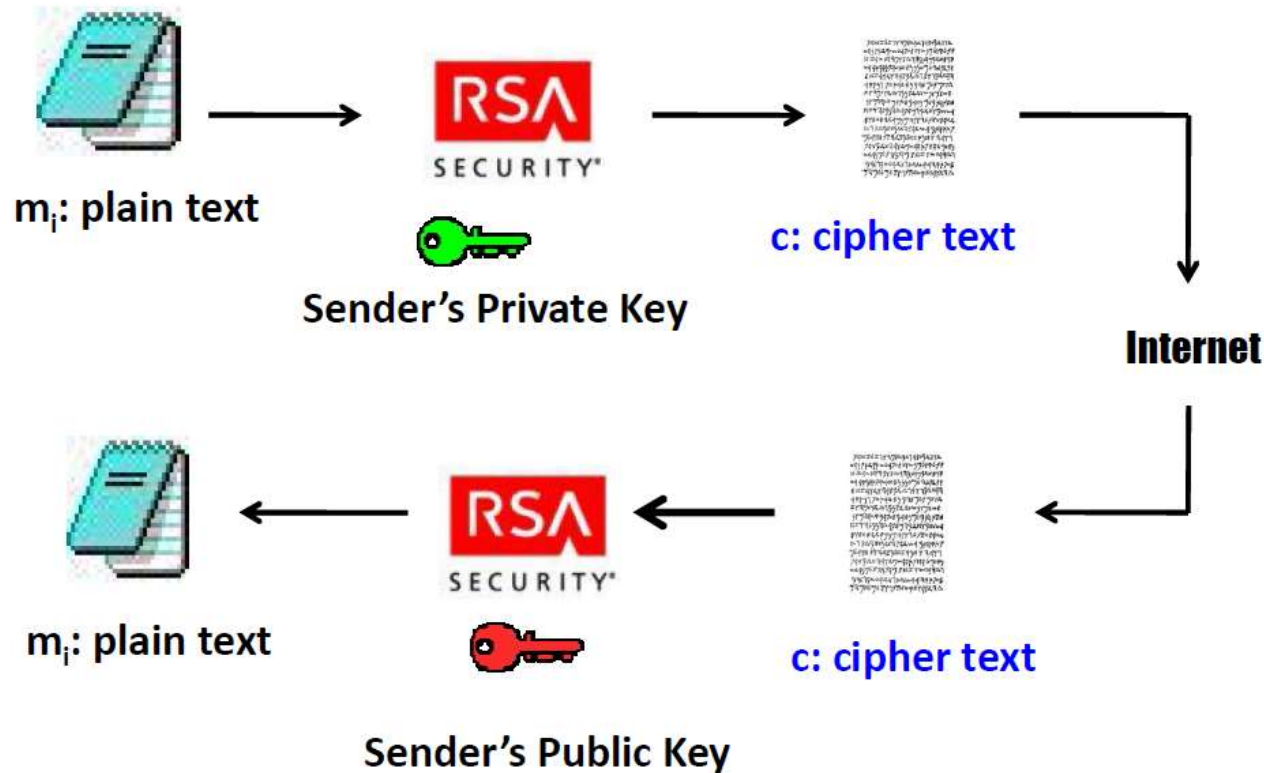 RSA
SECURITY®
mᵢ: plain text
c: cipher text
Sender’s Private Key
Internet
RSA
SECURITY®
mᵢ: plain text
c: cipher text
Sender’s Public Key